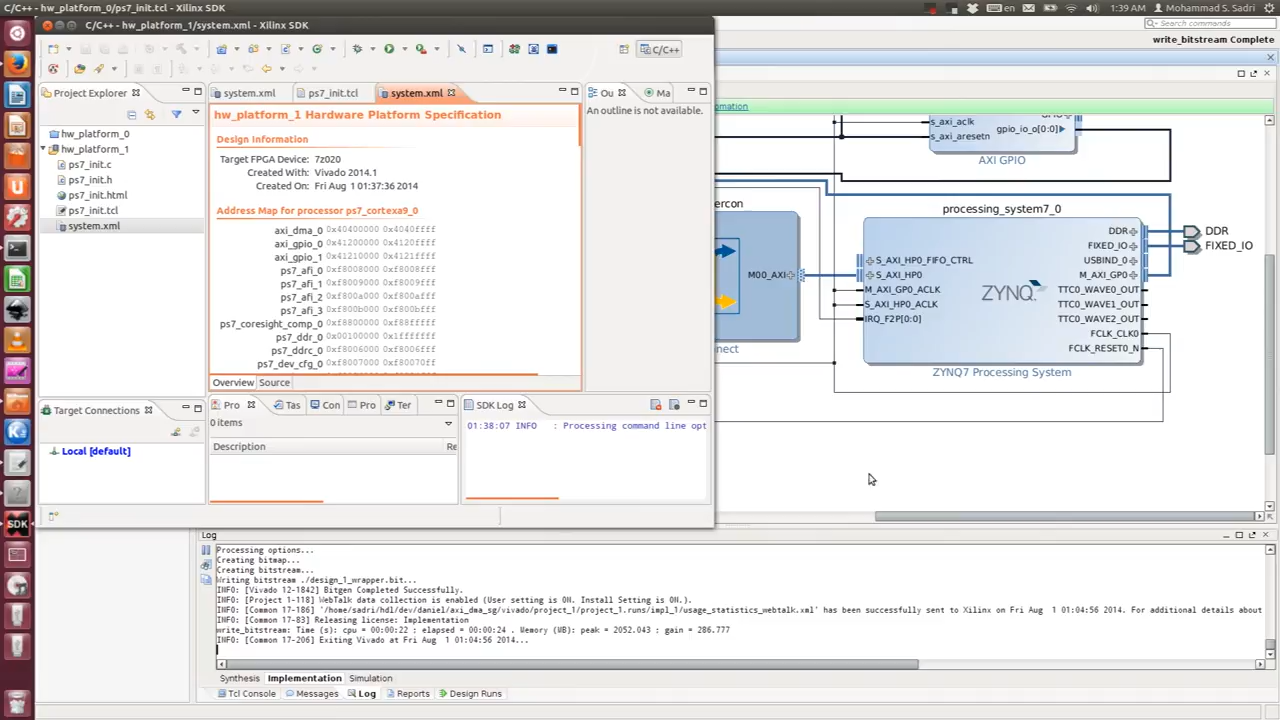 C/C++ - hw_platform_0/ps7_init.tcl - Xilinx SDK
en
1:39 AM
Mohammad S. Sadri
C/C++ - hw_platform_1/system.xml - Xilinx SDK
Search commands
write_bitstream Complete
C/C++
Project Explorer
system.xml
ps7_init.tcl
system.xml
Ou
Ma
hw_platform_0
hw_platform_1
ps7_init.c
ps7_init.h
ps7_init.html
ps7_init.tcl
system.xml
hw_platform_1 Hardware Platform Specification
Design Information
Target FPGA Device: 7z020
Created With: Vivado 2014.1
Created On: Fri Aug 1 01:37:36 2014
Address Map for processor ps7_cortexa9_0
axi_dma_0 0x40400000 0x4040ffff
axi_gpio_0 0x41200000 0x4120ffff
axi_gpio_1 0x41210000 0x4121ffff
ps7_afi_0 0xf8008000 0xf8008fff
ps7_afi_1 0xf8009000 0xf8009fff
ps7_afi_2 0xf800a000 0xf800afff
ps7_afi_3 0xf800b000 0xf800bfff
ps7_coresight_comp_0 0xf8800000 0xf88fffff
ps7_ddr_0 0x00100000 0x1fffffff
ps7_ddrc_0 0xf8006000 0xf8006fff
ps7_dev_cfg_0 0xf8007000 0xf80070ff
Overview
Source
An outline is not available.
Target Connections
Local [default]
Pro
Tas
Con
Pro
Ter
0 items
Description
Re
SDK Log
01:38:07 INFO : Processing command line opt
omation
s_axi_aclk
s_axi_aresetn
gpio_io_o[0:0]
AXI GPIO
ercon
M00_AXI
nect
processing_system7_0
S_AXI_HP0_FIFO_CTRL
S_AXI_HP0
M_AXI_GP0_ACLK
S_AXI_HP0_ACLK
IRQ_F2P[0:0]
ZYNQ
DDR
FIXED_IO
USBIND_0
M_AXI_GP0
TTC0_WAVE0_OUT
TTC0_WAVE1_OUT
TTC0_WAVE2_OUT
FCLK_CLK0
FCLK_RESET0_N
ZYNQ7 Processing System
DDR
FIXED_IO
SDK
Log
Processing options...
Creating bitmap...
Creating bitstream...
Writing bitstream ./design_1_wrapper.bit...
INFO: [Vivado 12-1842] Bitgen Completed Successfully.
INFO: [Project 1-118] WebTalk data collection is enabled (User setting is ON. Install Setting is ON.).
INFO: [Common 17-186] '/home/sadri/hdl/dev/daniel/axi_dma_sg/vivado/project_1/project_1.runs/impl_1/usage_statistics_webtalk.xml' has been successfully sent to Xilinx on Fri Aug 1 01:04:56 2014. For additional details about
INFO: [Common 17-83] Releasing license: Implementation
write_bitstream: Time (s): cpu = 00:00:22 ; elapsed = 00:00:24 . Memory (MB): peak = 2052.043 ; gain = 286.777
INFO: [Common 17-206] Exiting Vivado at Fri Aug 1 01:04:56 2014...
Synthesis
Implementation
Simulation
Tcl Console
Messages
Log
Reports
Design Runs